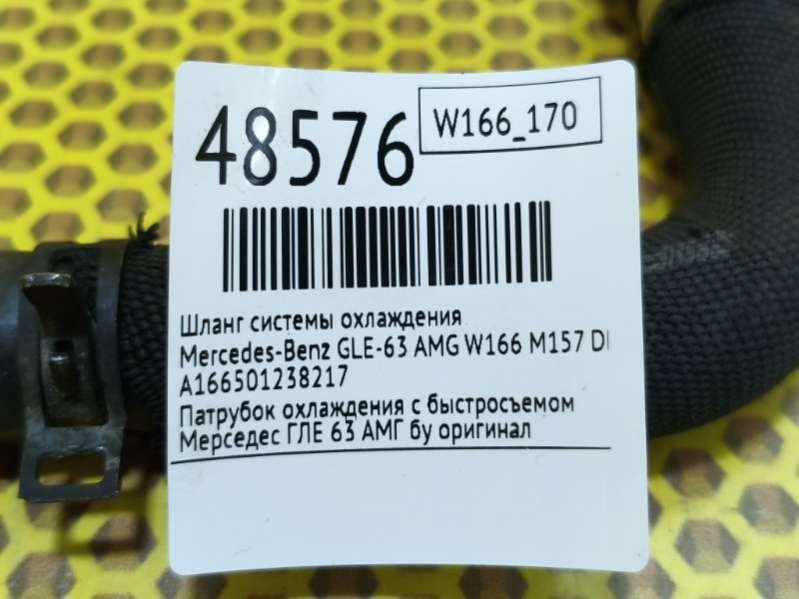 48576
W166_170
Шланг системы охлаждения
Mercedes-Benz GLE-63 AMG W166 M157 D
A166501238217
Патрубок охлаждения с быстросъемом
Мерседес ГЛЕ 63 АМГ бу оригинал